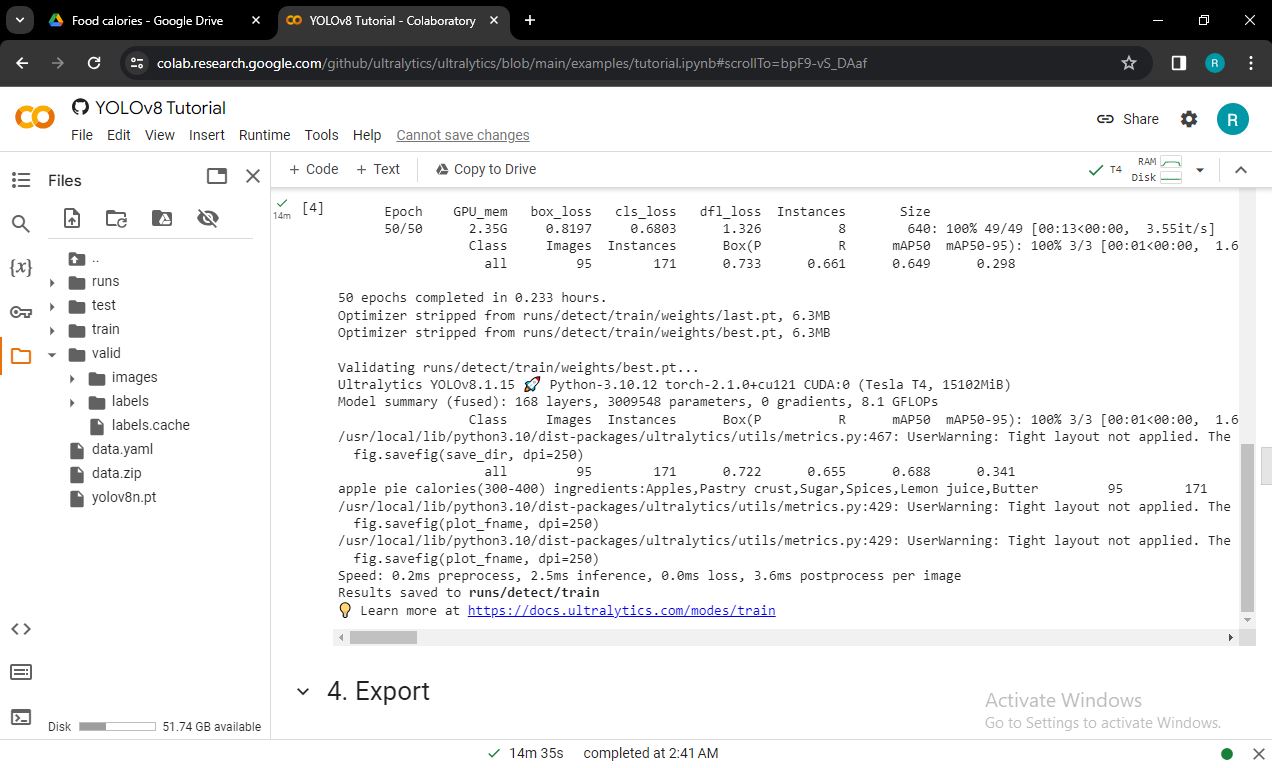 Food calories - Google Drive
YOLOv8 Tutorial - Colaboratory
colab.research.google.com/github/ultralytics/ultralytics/blob/main/examples/tutorial.ipynb#scrollTo=bpF9-vS_DAaf
R
YOLOv8 Tutorial
File Edit View Insert Runtime Tools Help Cannot save changes
Share
R
Files
+ Code + Text Copy to Drive
T4 RAM
Disk
..
runs
test
train
valid
images
labels
labels.cache
data.yaml
data.zip
yolov8n.pt
Disk 51.74 GB available
14m
[4]
Epoch GPU_mem box_loss cls_loss dfl_loss Instances Size
50/50 2.35G 0.8197 0.6803 1.326 8 640: 100% 49/49 [00:13<00:00, 3.55it/s]
Class Images Instances Box(P R mAP50 mAP50-95): 100% 3/3 [00:01<00:00, 1.6
all 95 171 0.733 0.661 0.649 0.298
50 epochs completed in 0.233 hours.
Optimizer stripped from runs/detect/train/weights/last.pt, 6.3MB
Optimizer stripped from runs/detect/train/weights/best.pt, 6.3MB
Validating runs/detect/train/weights/best.pt...
Ultralytics YOLOv8.1.15 🚀 Python-3.10.12 torch-2.1.0+cu121 CUDA:0 (Tesla T4, 15102MiB)
Model summary (fused): 168 layers, 3009548 parameters, 0 gradients, 8.1 GFLOPs
Class Images Instances Box(P R mAP50 mAP50-95): 100% 3/3 [00:01<00:00, 1.6
/usr/local/lib/python3.10/dist-packages/ultralytics/utils/metrics.py:467: UserWarning: Tight layout not applied. The
fig.savefig(save_dir, dpi=250)
all 95 171 0.722 0.655 0.688 0.341
apple pie calories(300-400) ingredients:Apples,Pastry crust,Sugar,Spices,Lemon juice,Butter 95 171
/usr/local/lib/python3.10/dist-packages/ultralytics/utils/metrics.py:429: UserWarning: Tight layout not applied. The
fig.savefig(plot_fname, dpi=250)
/usr/local/lib/python3.10/dist-packages/ultralytics/utils/metrics.py:429: UserWarning: Tight layout not applied. The
fig.savefig(plot_fname, dpi=250)
Speed: 0.2ms preprocess, 2.5ms inference, 0.0ms loss, 3.6ms postprocess per image
Results saved to runs/detect/train
💡 Learn more at https://docs.ultralytics.com/modes/train
4. Export
Activate Windows
Go to Settings to activate Windows.
14m 35s completed at 2:41 AM